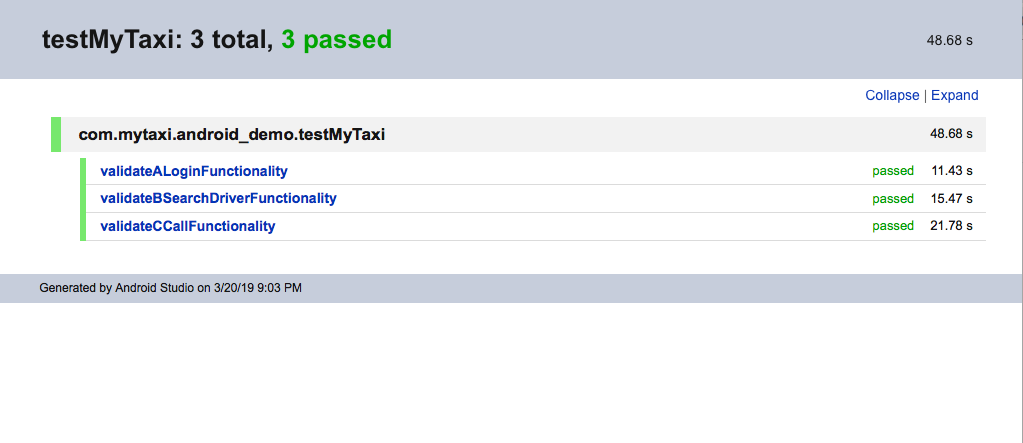 testMyTaxi: 3 total, 3 passed 48.68 s
Collapse | Expand
com.mytaxi.android_demo.testMyTaxi 48.68 s
validateALoginFunctionality passed 11.43 s
validateBSearchDriverFunctionality passed 15.47 s
validateCCallFunctionality passed 21.78 s
Generated by Android Studio on 3/20/19 9:03 PM